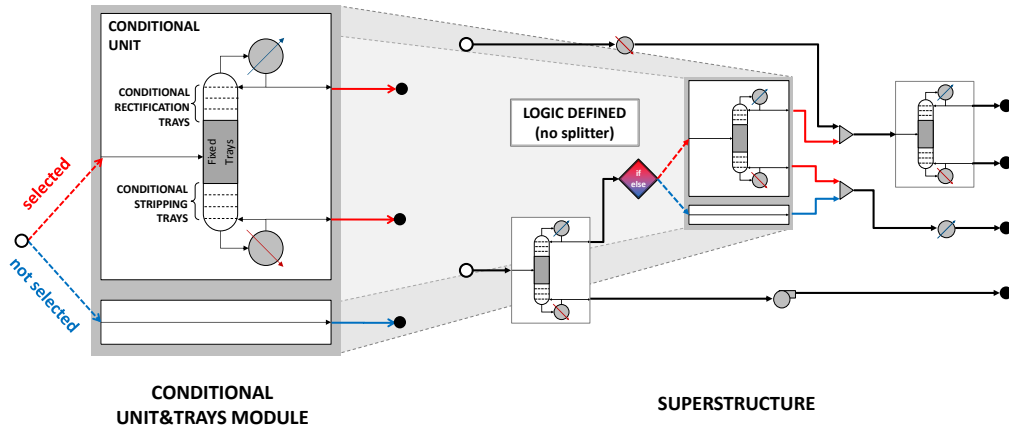 CONDITIONAL
UNIT
CONDITIONAL
RECTIFICATION
TRAYS
Fixed
Trays
CONDITIONAL
STRIPPING
TRAYS
selected
not selected
LOGIC DEFINED
(no splitter)
if
else
CONDITIONAL
UNIT&TRAYS MODULE
SUPERSTRUCTURE